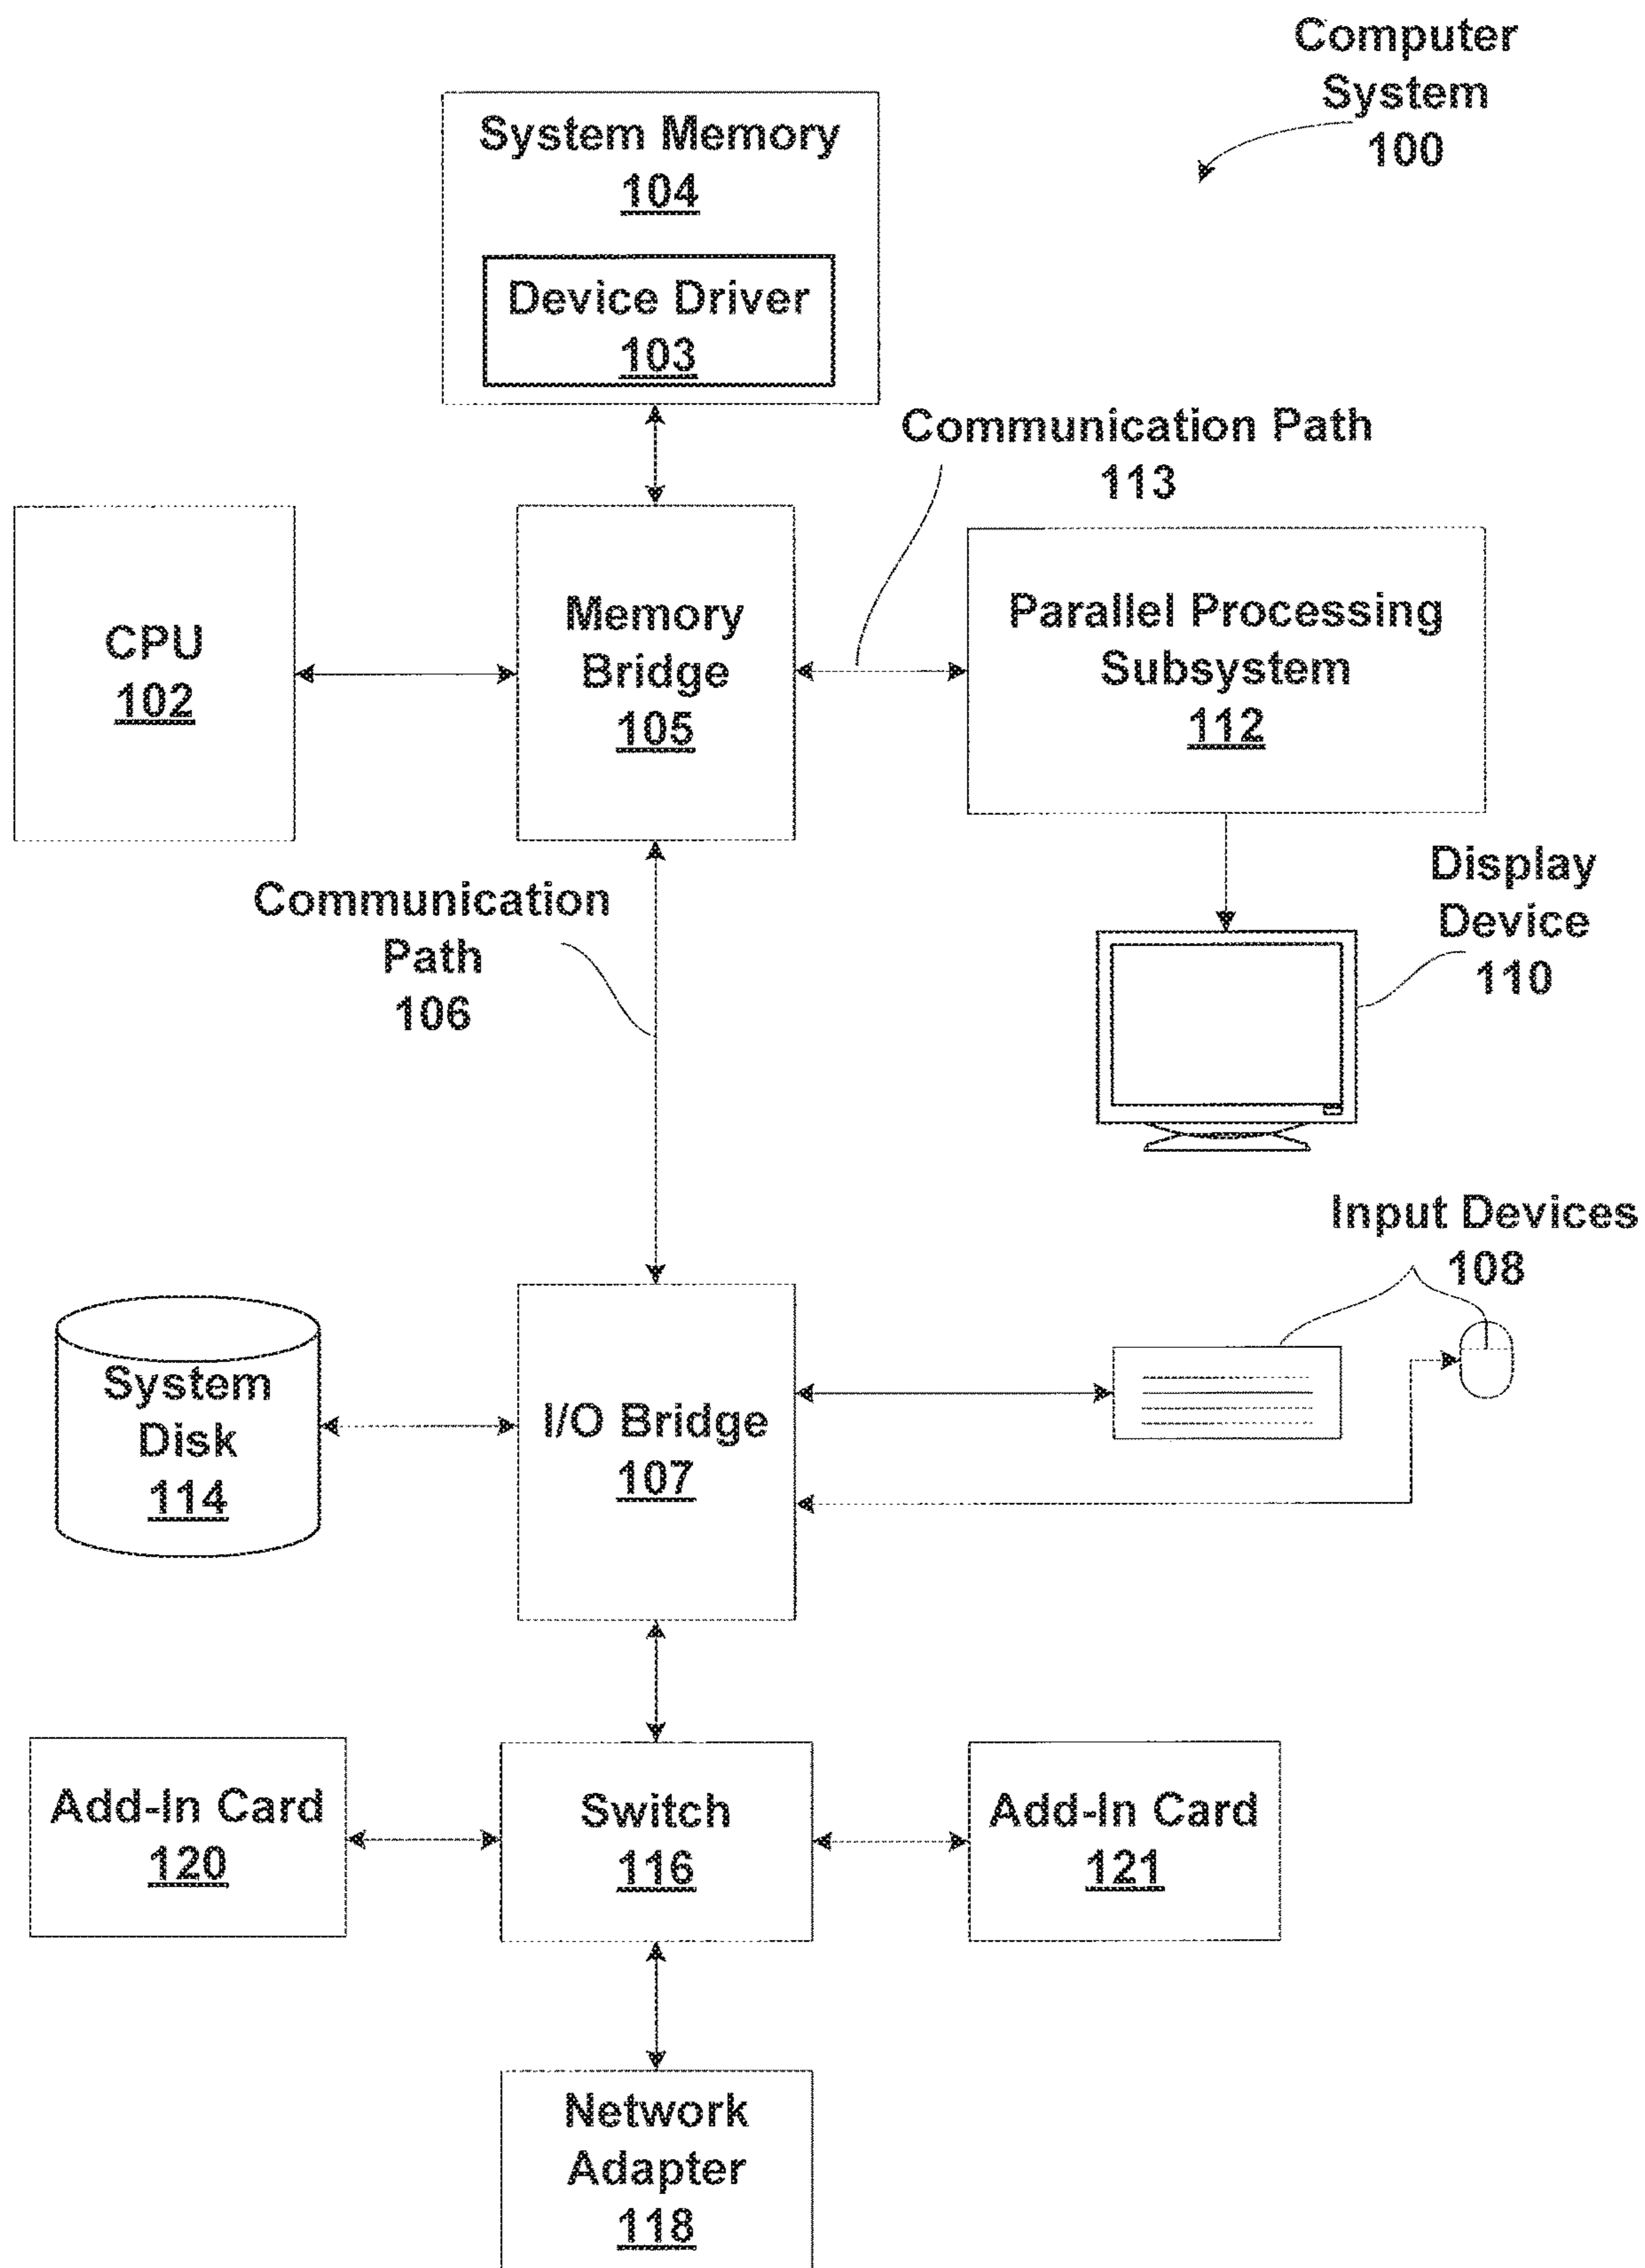 Computer
System
100
System Memory
104
Device Driver
103
Communication Path
113
CPU
102
Memory
Bridge
105
Parallel Processing
Subsystem
112
Communication
Path
106
Display
Device
110
Input Devices
108
System
Disk
114
I/O Bridge
107
Add-In Card
120
Switch
116
Add-In Card
121
Network
Adapter
118